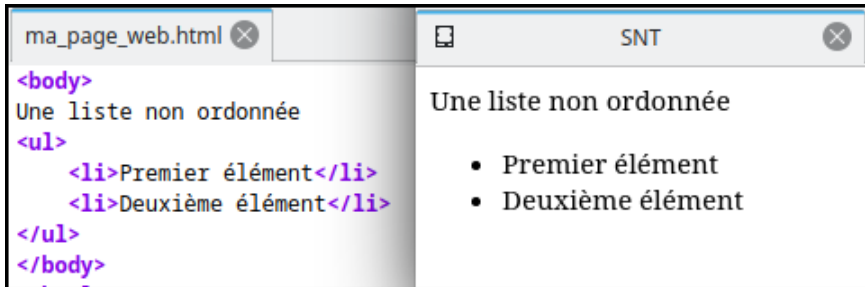 ma_page_web.html
<body>
Une liste non ordonnée
<ul>
<li>Premier élément</li>
<li>Deuxième élément</li>
</ul>
</body>
SNT
Une liste non ordonnée
• Premier élément
• Deuxième élément